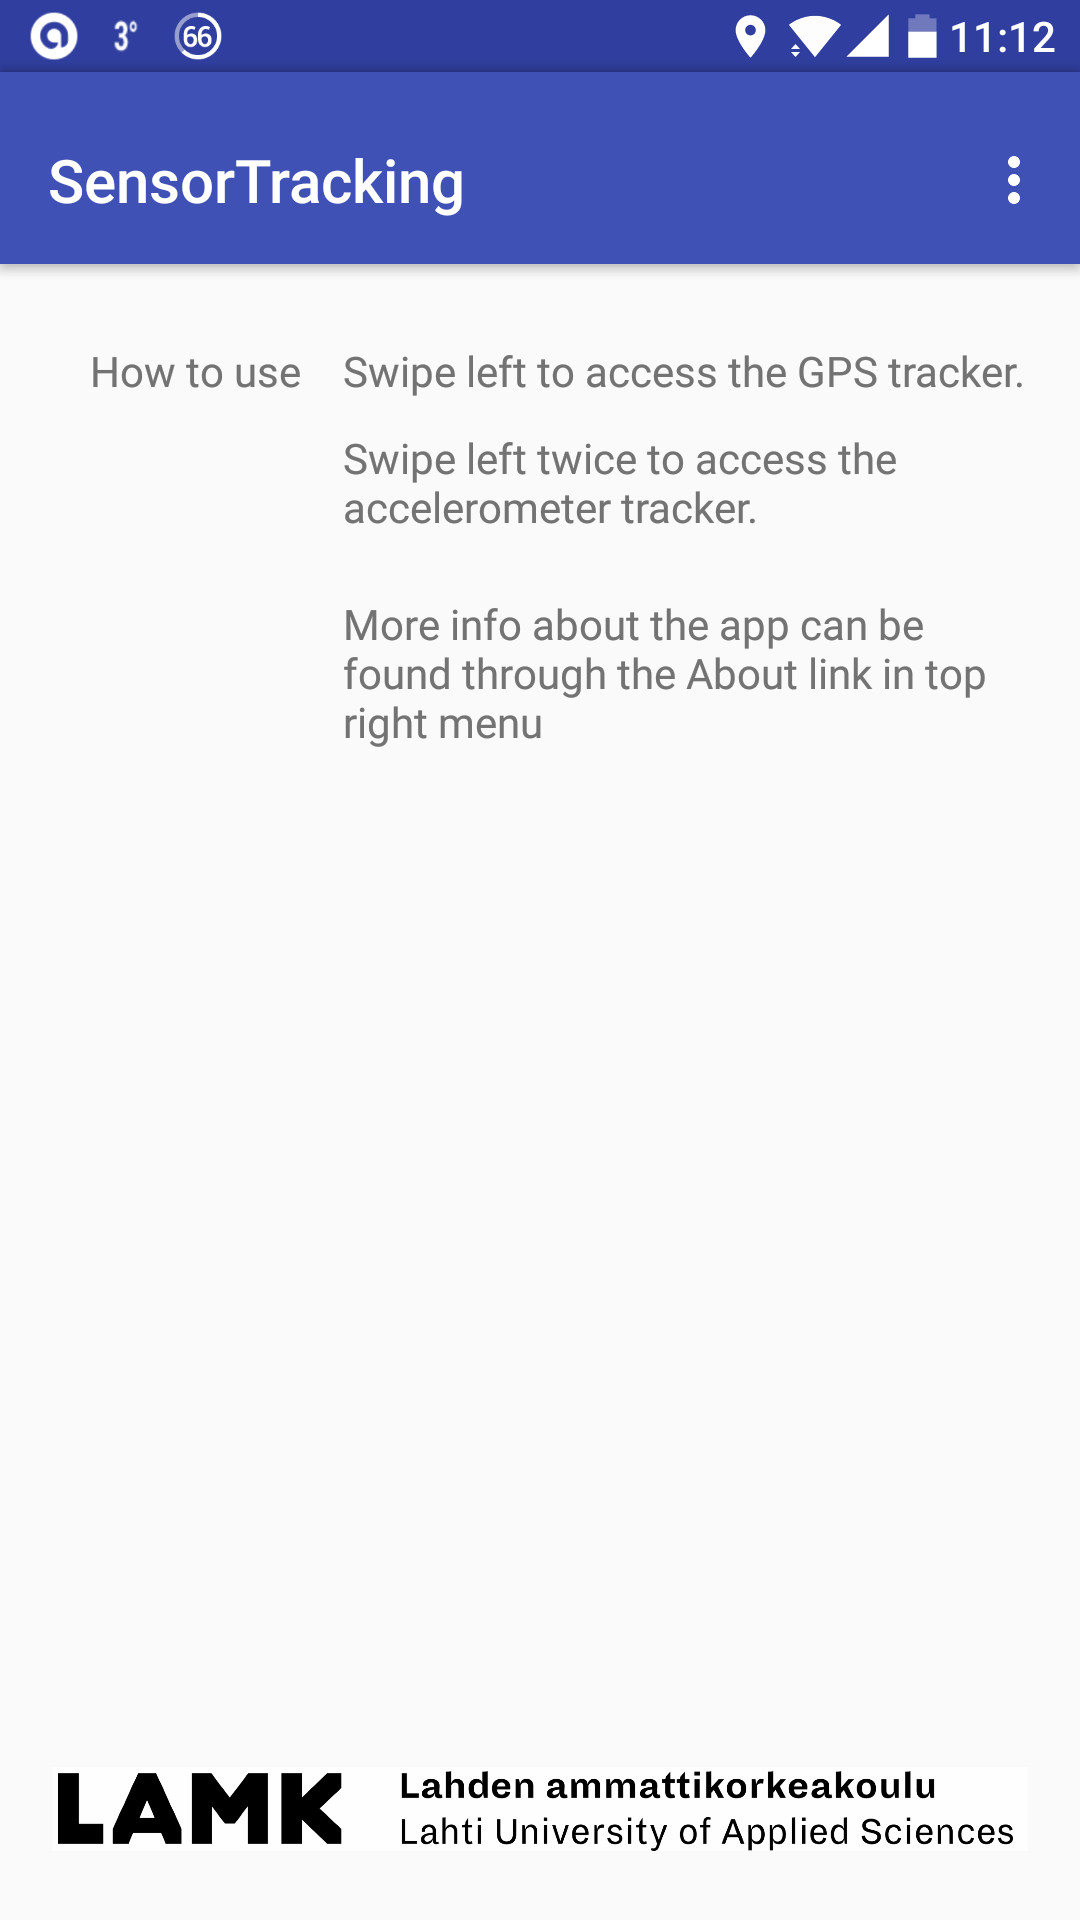 3° 66 11:12
SensorTracking
How to use
Swipe left to access the GPS tracker.
Swipe left twice to access the
accelerometer tracker.
More info about the app can be
found through the About link in top
right menu
LAMK
Lahden ammattikorkeakoulu
Lahti University of Applied Sciences